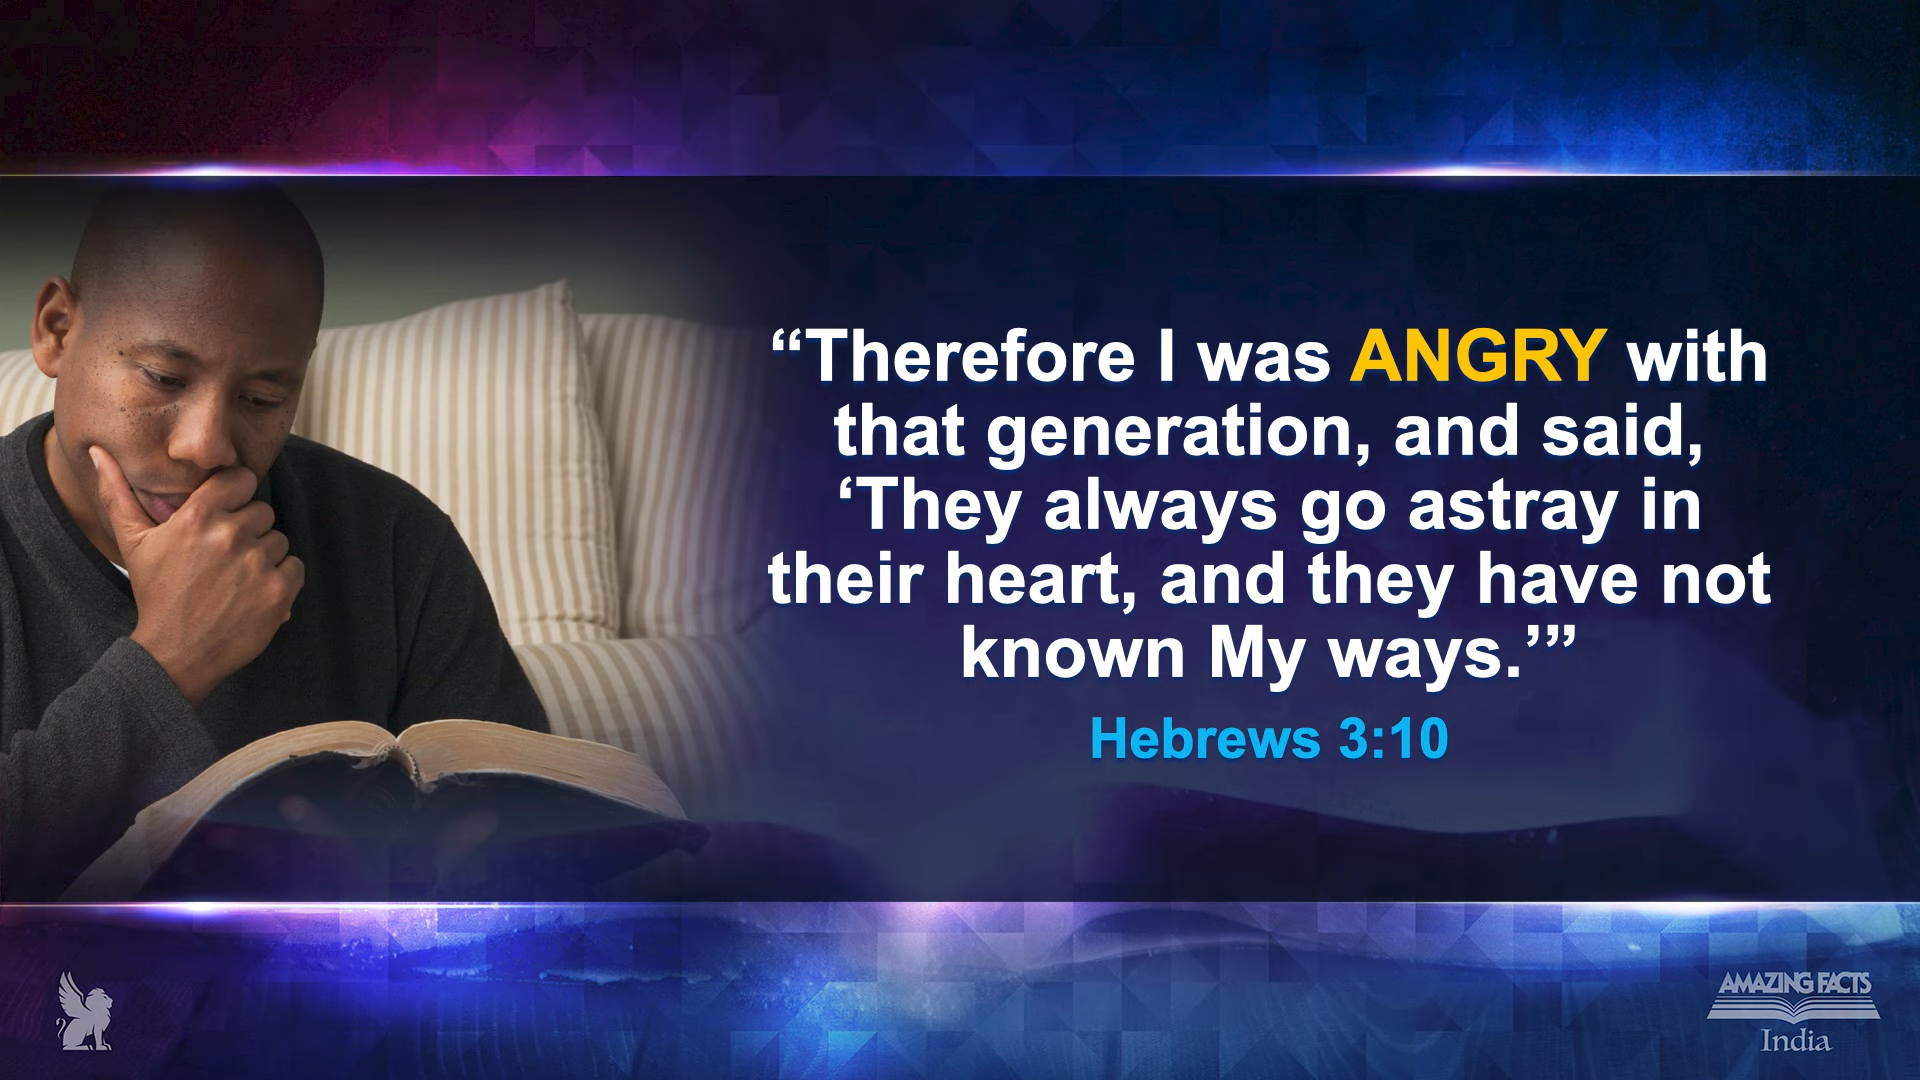 “Therefore I was ANGRY with
that generation, and said,
‘They always go astray in
their heart, and they have not
known My ways.’”
Hebrews 3:10
AMAZING FACTS
India